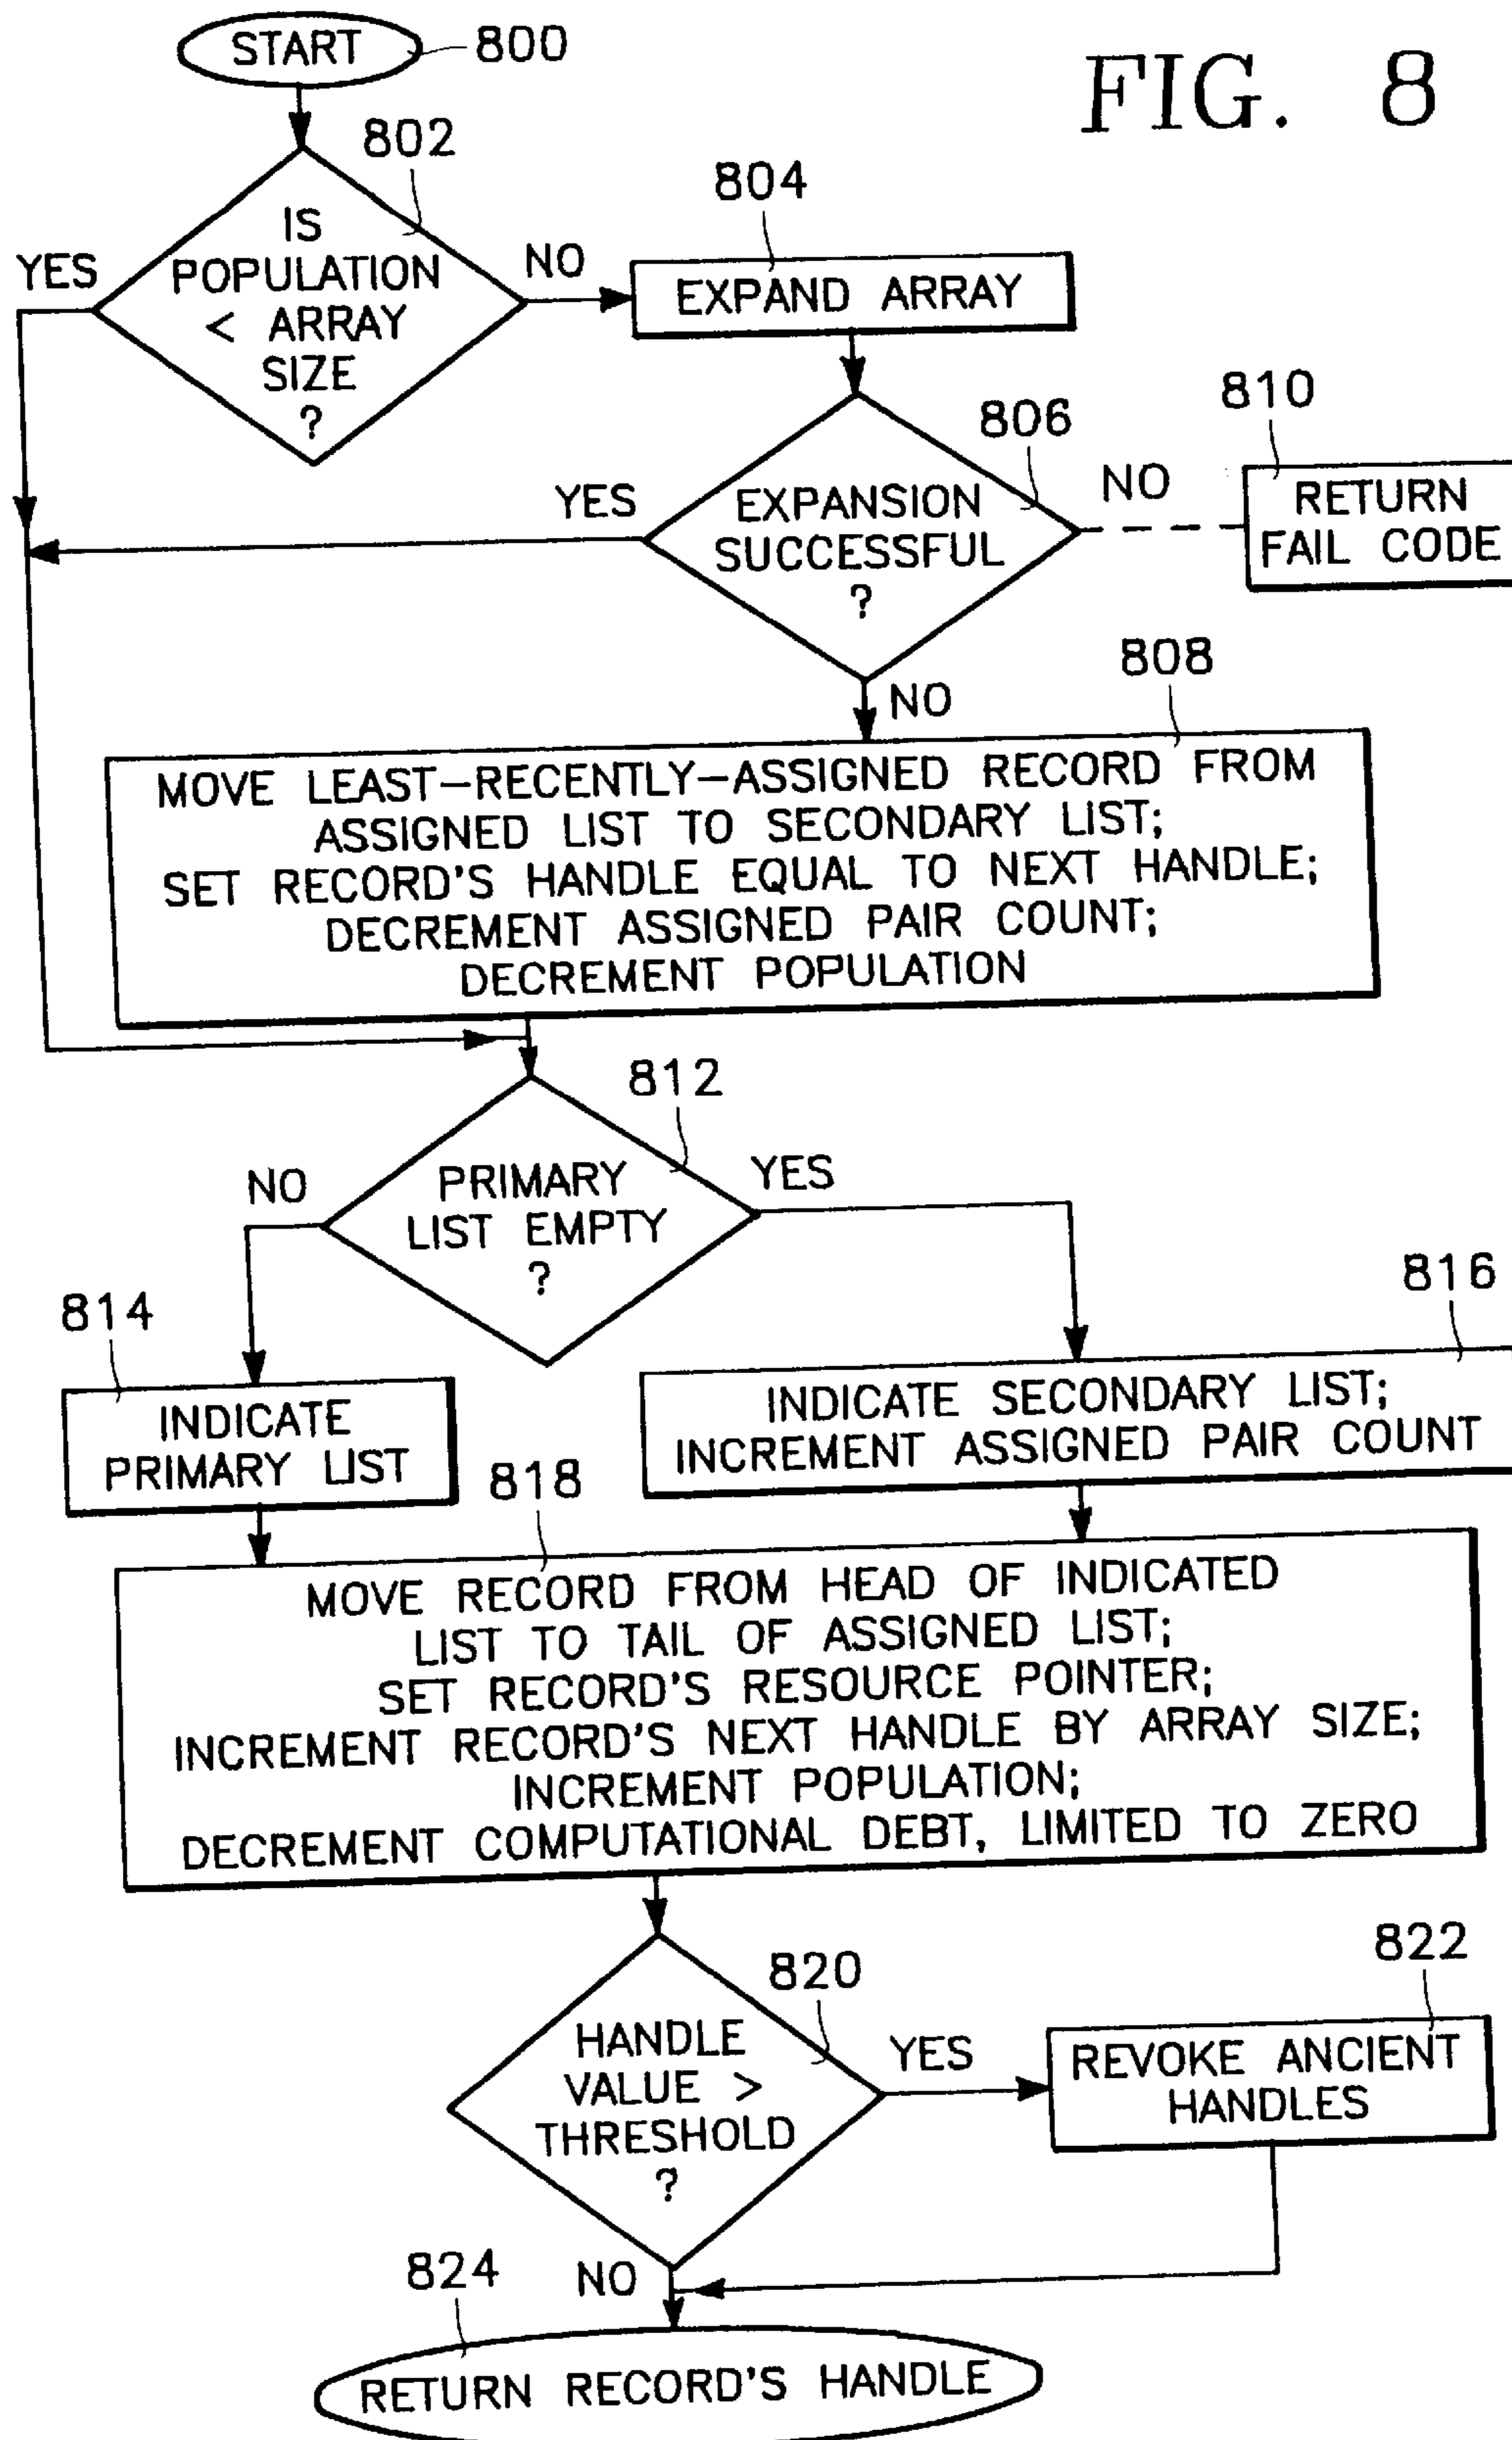 START
800
FIG. 8
802
IS
POPULATION
< ARRAY
SIZE
?
YES
NO
804
EXPAND ARRAY
806
EXPANSION
SUCCESSFUL
?
YES
NO
810
RETURN
FAIL CODE
NO
808
MOVE LEAST-RECENTLY-ASSIGNED RECORD FROM
ASSIGNED LIST TO SECONDARY LIST;
SET RECORD'S HANDLE EQUAL TO NEXT HANDLE;
DECREMENT ASSIGNED PAIR COUNT;
DECREMENT POPULATION
812
PRIMARY
LIST EMPTY
?
NO
YES
814
INDICATE
PRIMARY LIST
816
INDICATE SECONDARY LIST;
INCREMENT ASSIGNED PAIR COUNT
818
MOVE RECORD FROM HEAD OF INDICATED
LIST TO TAIL OF ASSIGNED LIST;
SET RECORD'S RESOURCE POINTER;
INCREMENT RECORD'S NEXT HANDLE BY ARRAY SIZE;
INCREMENT POPULATION;
DECREMENT COMPUTATIONAL DEBT, LIMITED TO ZERO
820
HANDLE
VALUE >
THRESHOLD
?
YES
822
REVOKE ANCIENT
HANDLES
NO
824
RETURN RECORD'S HANDLE